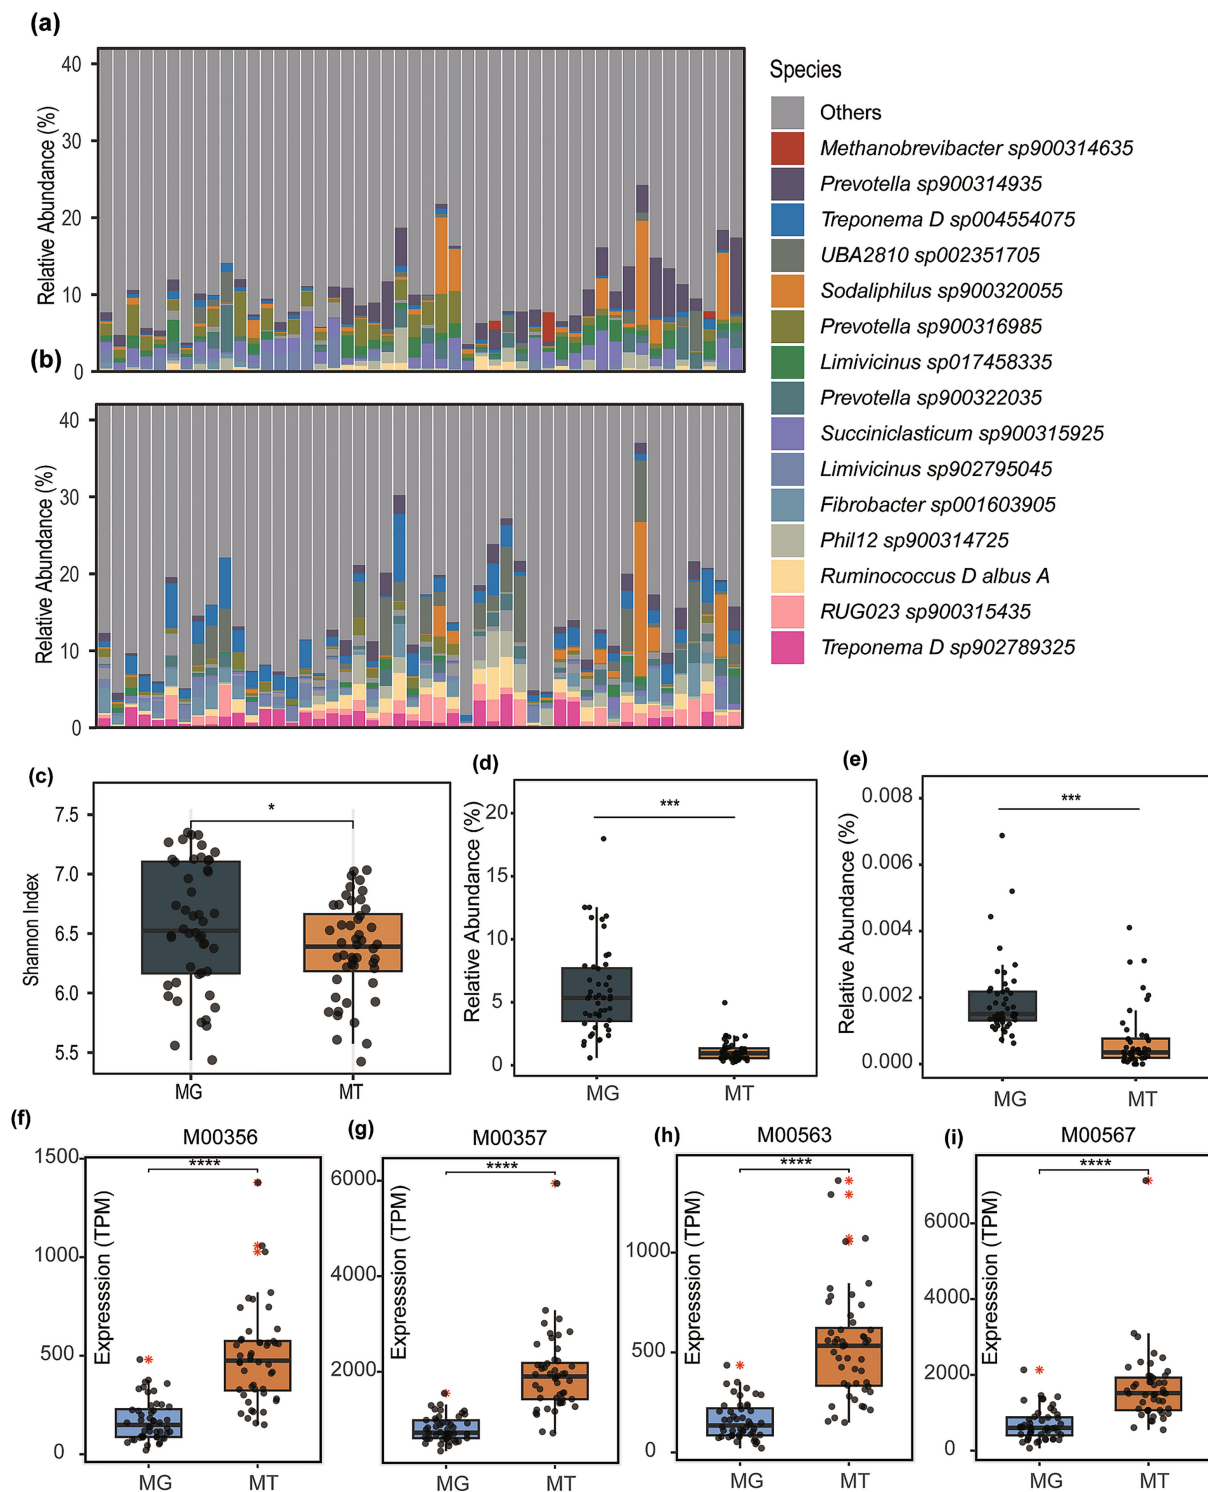 (a)
Relative Abundance (%)
40
30
20
10
0
Species
Others
Methanobrevibacter sp900314635
Prevotella sp900314935
Treponema D sp004554075
UBA2810 sp002351705
Sodaliphilus sp900320055
Prevotella sp900316985
Limivicinus sp017458335
Prevotella sp900322035
Succiniclasticum sp900315925
Limivicinus sp902795045
Fibrobacter sp001603905
Phil12 sp900314725
Ruminococcus D albus A
RUG023 sp900315435
Treponema D sp902789325
(b)
Relative Abundance (%)
40
30
20
10
0
(c)
Shannon Index
7.5
7.0
6.5
6.0
5.5
*
MG
MT
(d)
Relative Abundance (%)
20
15
10
5
0
***
MG
MT
(e)
Relative Abundance (%)
0.008
0.006
0.004
0.002
0.000
***
MG
MT
(f)
M00356
Expresssion (TPM)
1500
1000
500
0
****
MG
MT
(g)
M00357
Expresssion (TPM)
6000
4000
2000
****
MG
MT
(h)
M00563
Expresssion (TPM)
1000
500
0
****
MG
MT
(i)
M00567
Expresssion (TPM)
6000
4000
2000
0
****
MG
MT